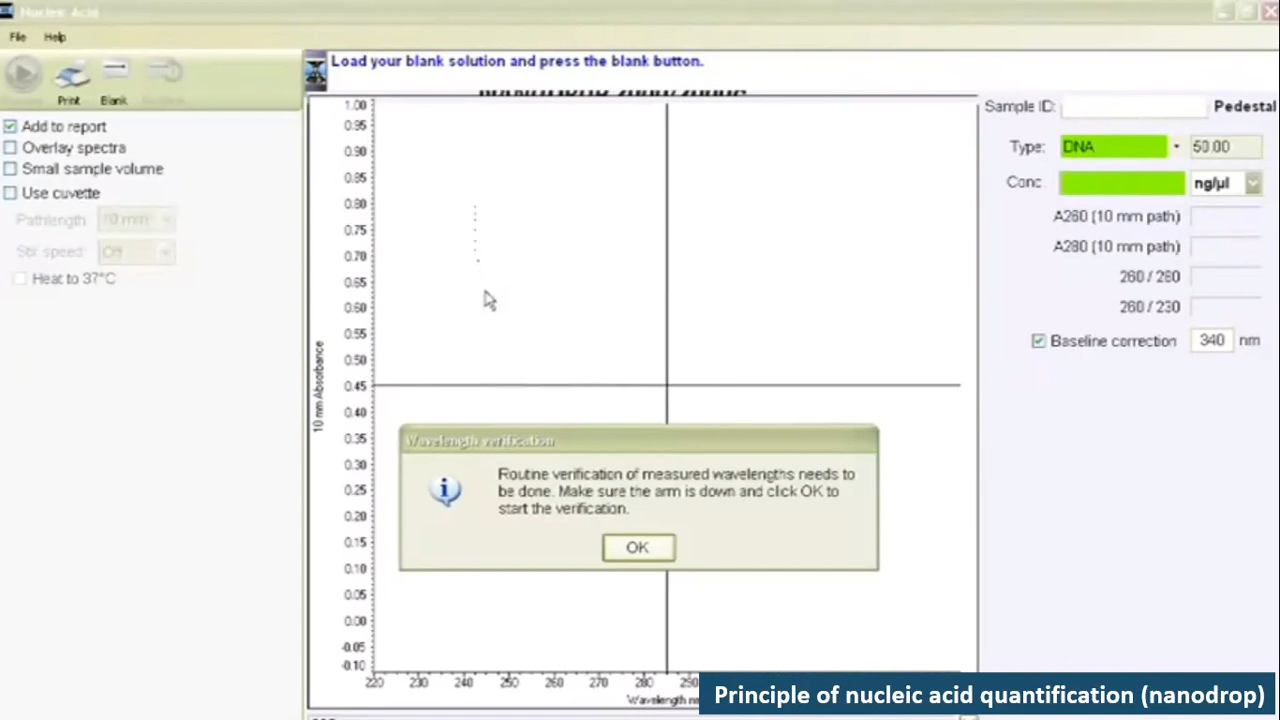 Nucleic Acid
File Help
Load your blank solution and press the blank button.
Print Blank
Add to report
Overlay spectra
Small sample volume
Use cuvette
Pathlength: 10 mm
Stir speed: Off
Heat to 37°C
1.00
0.95
0.90
0.85
0.80
0.75
0.70
0.65
0.60
0.55
0.50
0.45
0.40
0.35
0.30
0.25
0.20
0.15
0.10
0.05
0.00
-0.05
-0.10
10 mm Absorbance
220 230 240 250 260 270 280
Wavelength
Wavelength verification
Routine verification of measured wavelengths needs to
be done. Make sure the arm is down and click OK to
start the verification.
OK
Sample ID: Pedestal
Type: DNA 50.00
Conc. ng/µl
A260 (10 mm path)
A280 (10 mm path)
260 / 280
260 / 230
Baseline correction 340 nm
Principle of nucleic acid quantification (nanodrop)